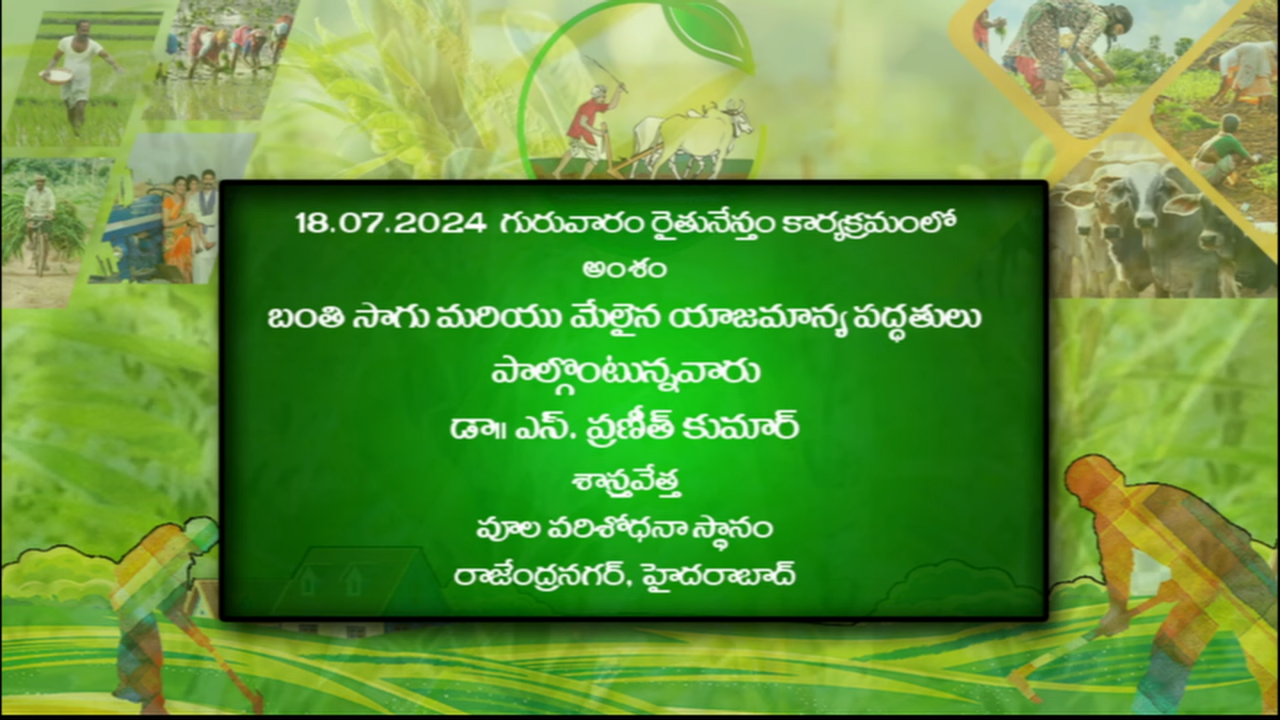 18.07.2024 గురువారం రైతునేస్తం కార్యక్రమంలో
అంశం
బంతి సాగు మరియు మేలైన యాజమాన్య పద్ధతులు
పాల్గొంటున్నవారు
డా॥ ఎస్. ప్రణీత్ కుమార్
శాస్త్రవేత్త
పూల పరిశోధనా స్థానం
రాజేంద్రనగర్, హైదరాబాద్